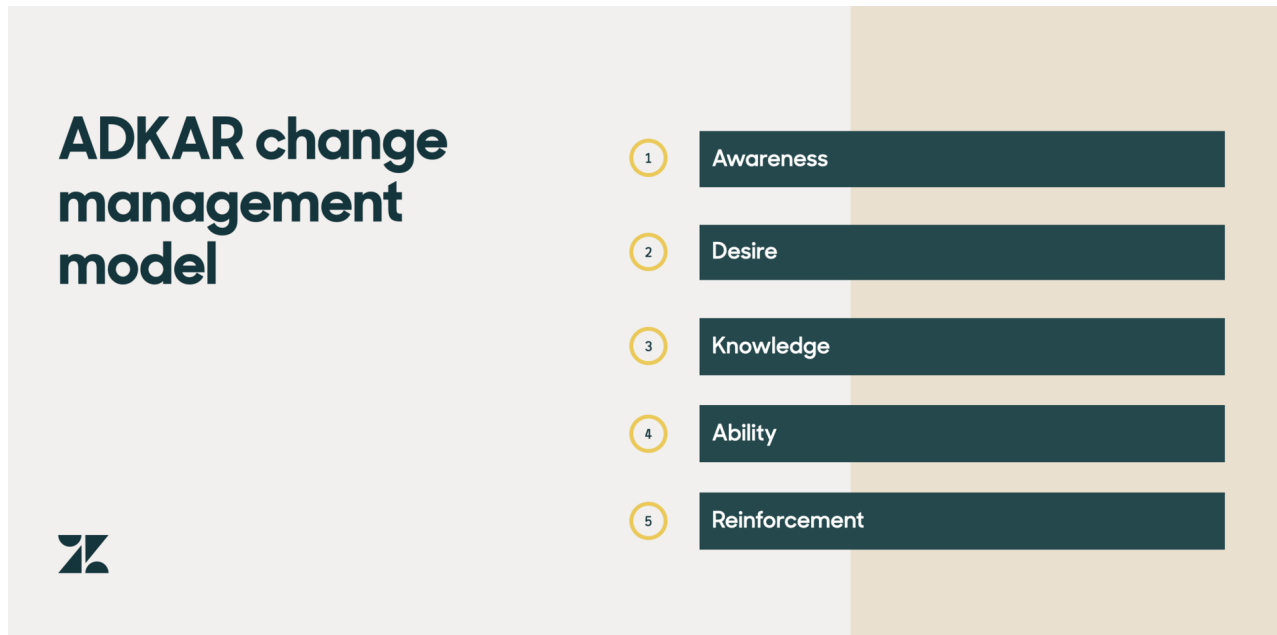 ADKAR change
management
model
1 Awareness
2 Desire
3 Knowledge
4 Ability
5 Reinforcement